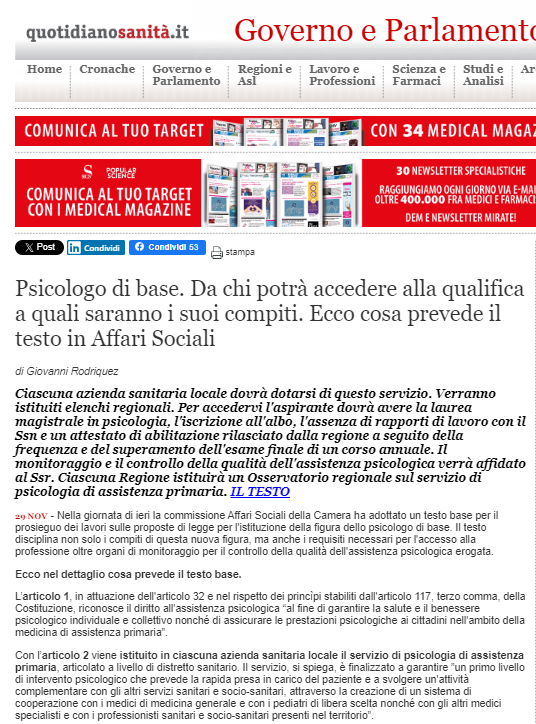 quotidianosanità.it
Governo e Parlamento
Home Cronache Governo e Parlamento Regioni e Asl Lavoro e Professioni Scienza e Farmaci Studi e Analisi Ar
COMUNICA AL TUO TARGET CON 34 MEDICAL MAGAZ
POPULAR SCIENCE
COMUNICA AL TUO TARGET
CON I MEDICAL MAGAZINE
30 NEWSLETTER SPECIALISTICHE
RAGGIUNGIAMO OGNI GIORNO VIA E-MAI
OLTRE 400.000 FRA MEDICI E FARMACIS
DEM E NEWSLETTER MIRATE!
Post Condividi Condividi 53 stampa
Psicologo di base. Da chi potrà accedere alla qualifica
a quali saranno i suoi compiti. Ecco cosa prevede il
testo in Affari Sociali
di Giovanni Rodriquez
Ciascuna azienda sanitaria locale dovrà dotarsi di questo servizio. Verranno
istituiti elenchi regionali. Per accedervi l'aspirante dovrà avere la laurea
magistrale in psicologia, l'iscrizione all'albo, l'assenza di rapporti di lavoro con il
Ssn e un attestato di abilitazione rilasciato dalla regione a seguito della
frequenza e del superamento dell'esame finale di un corso annuale. Il
monitoraggio e il controllo della qualità dell'assistenza psicologica verrà affidato
al Ssr. Ciascuna Regione istituirà un Osservatorio regionale sul servizio di
psicologia di assistenza primaria. IL TESTO
29 NOV - Nella giornata di ieri la commissione Affari Sociali della Camera ha adottato un testo base per il
prosieguo dei lavori sulle proposte di legge per l'istituzione della figura dello psicologo di base. Il testo
disciplina non solo i compiti di questa nuova figura, ma anche i requisiti necessari per l'accesso alla
professione oltre organi di monitoraggio per il controllo della qualità dell'assistenza psicologica erogata.
Ecco nel dettaglio cosa prevede il testo base.
L'articolo 1, in attuazione dell'articolo 32 e nel rispetto dei princìpi stabiliti dall'articolo 117, terzo comma, della
Costituzione, riconosce il diritto all'assistenza psicologica "al fine di garantire la salute e il benessere
psicologico individuale e collettivo nonché di assicurare le prestazioni psicologiche ai cittadini nell'ambito della
medicina di assistenza primaria".
Con l'articolo 2 viene istituito in ciascuna azienda sanitaria locale il servizio di psicologia di assistenza
primaria, articolato a livello di distretto sanitario. Il servizio, si spiega, è finalizzato a garantire "un primo livello
di intervento psicologico che prevede la rapida presa in carico del paziente e a svolgere un'attività
complementare con gli altri servizi sanitari e socio-sanitari, attraverso la creazione di un sistema di
cooperazione con i medici di medicina generale e con i pediatri di libera scelta nonché con gli altri medici
specialisti e con i professionisti sanitari e socio-sanitari presenti nel territorio".